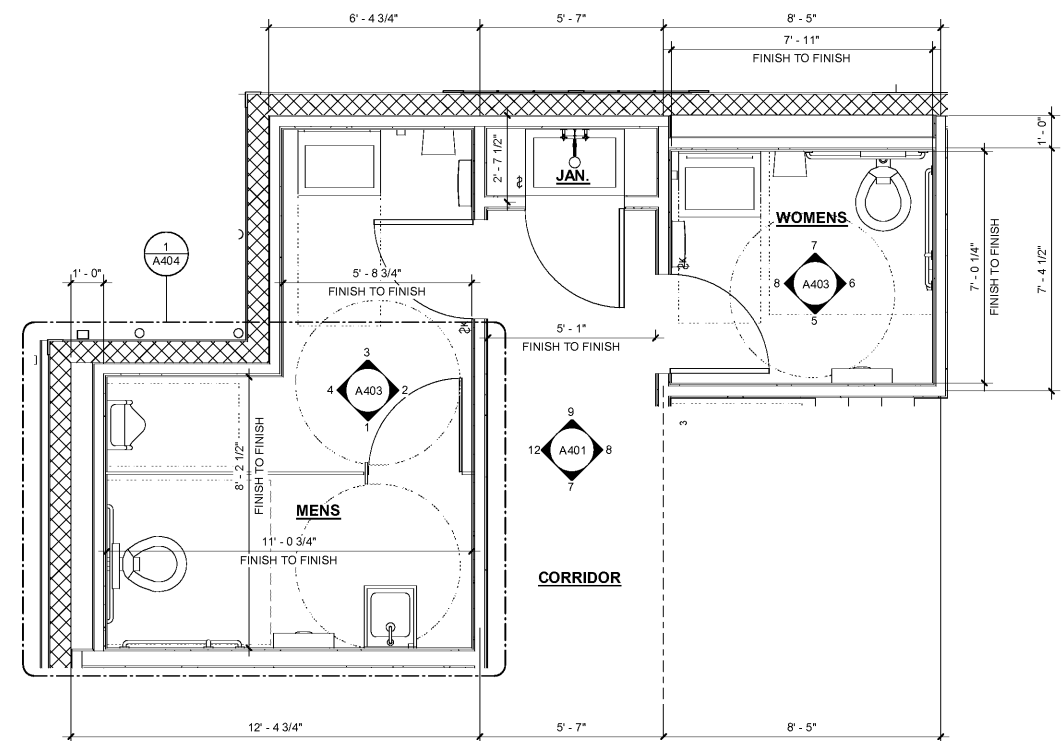 6' - 4 3/4"
5' - 7"
8' - 5"
7' - 11"
FINISH TO FINISH
1' - 0"
2' - 7 1/2"
JAN.
WOMENS
1
A404
7
8
A403
6
5
7' - 0 1/4"
FINISH TO FINISH
7' - 4 1/2"
1' - 0"
5' - 8 3/4"
FINISH TO FINISH
5' - 1"
FINISH TO FINISH
3
4
A403
2
1
9
12
A401
8
7
3
8' - 2 1/2"
FINISH TO FINISH
MENS
11' - 0 3/4"
FINISH TO FINISH
CORRIDOR
12' - 4 3/4"
5' - 7"
8' - 5"